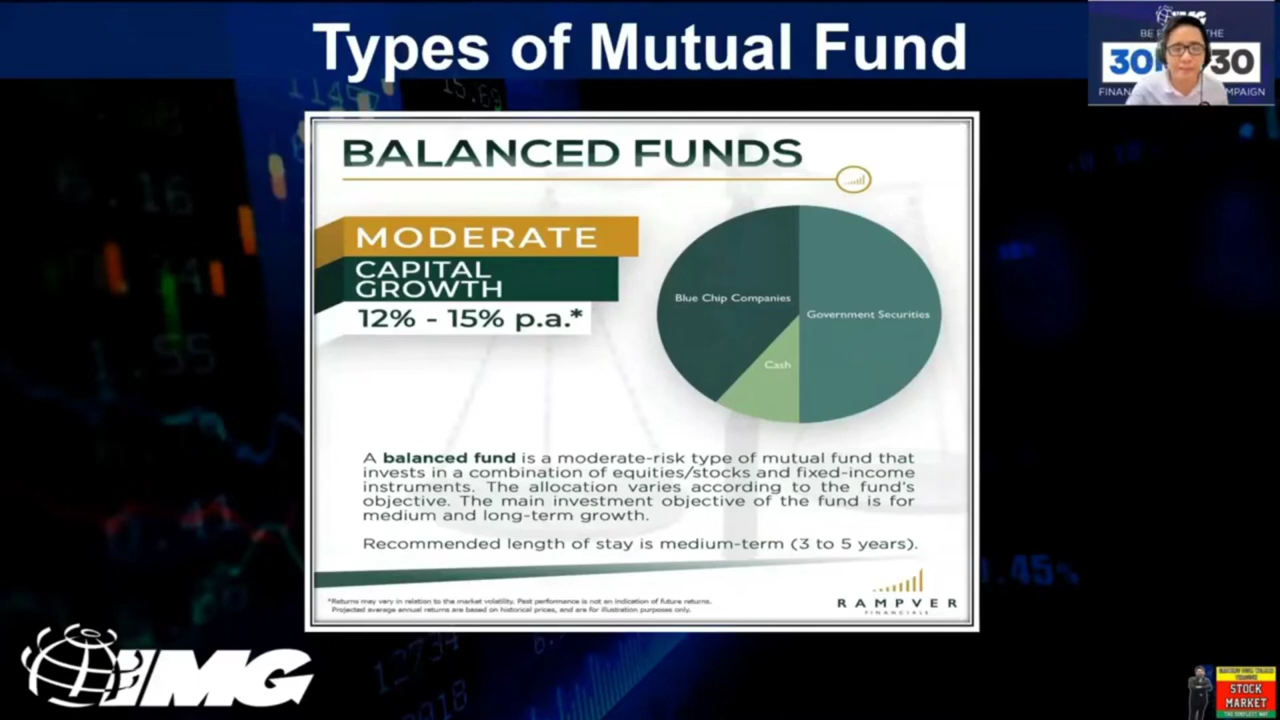 Types of Mutual Fund
IMG
30 30
BALANCED FUNDS
MODERATE
CAPITAL
GROWTH
12% - 15% p.a.*
Blue Chip Companies
Government Securities
Cash
A balanced fund is a moderate-risk type of mutual fund that
invests in a combination of equities/stocks and fixed-income
instruments. The allocation varies according to the fund's
objective. The main investment objective of the fund is for
medium and long-term growth.
Recommended length of stay is medium-term (3 to 5 years).
*Returns may vary in relation to the market volatility. Past performance is not an indication of future returns.
Projected average annual returns are based on historical prices, and are for illustration purposes only.
RAMPVER
FINANCIALS
IMG
STOCK
MARKET